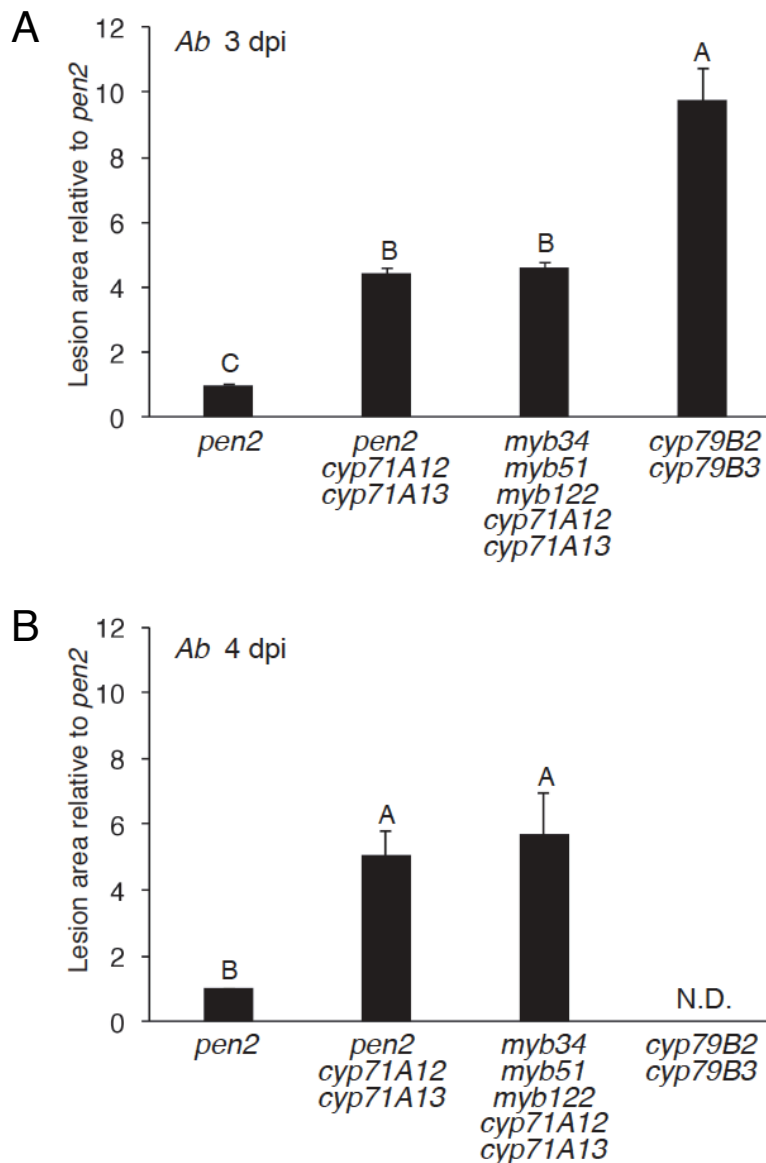 A
Ab 3 dpi
Lesion area relative to pen2
12
10
8
6
4
2
0
C
B
B
A
pen2
pen2
cyp71A12
cyp71A13
myb34
myb51
myb122
cyp71A12
cyp71A13
cyp79B2
cyp79B3
B
Ab 4 dpi
Lesion area relative to pen2
12
10
8
6
4
2
0
B
A
A
N.D.
pen2
pen2
cyp71A12
cyp71A13
myb34
myb51
myb122
cyp71A12
cyp71A13
cyp79B2
cyp79B3